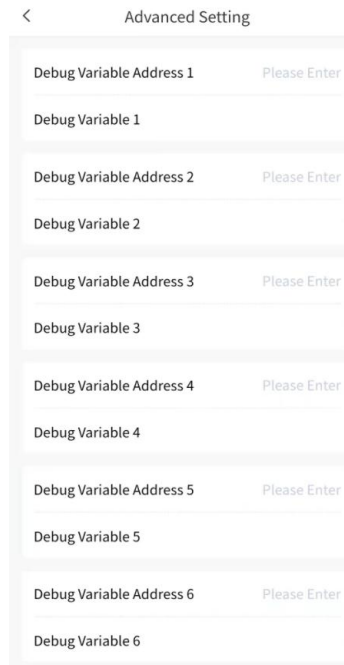 Advanced Setting
Debug Variable Address 1 Please Enter
Debug Variable 1
Debug Variable Address 2 Please Enter
Debug Variable 2
Debug Variable Address 3 Please Enter
Debug Variable 3
Debug Variable Address 4 Please Enter
Debug Variable 4
Debug Variable Address 5 Please Enter
Debug Variable 5
Debug Variable Address 6 Please Enter
Debug Variable 6